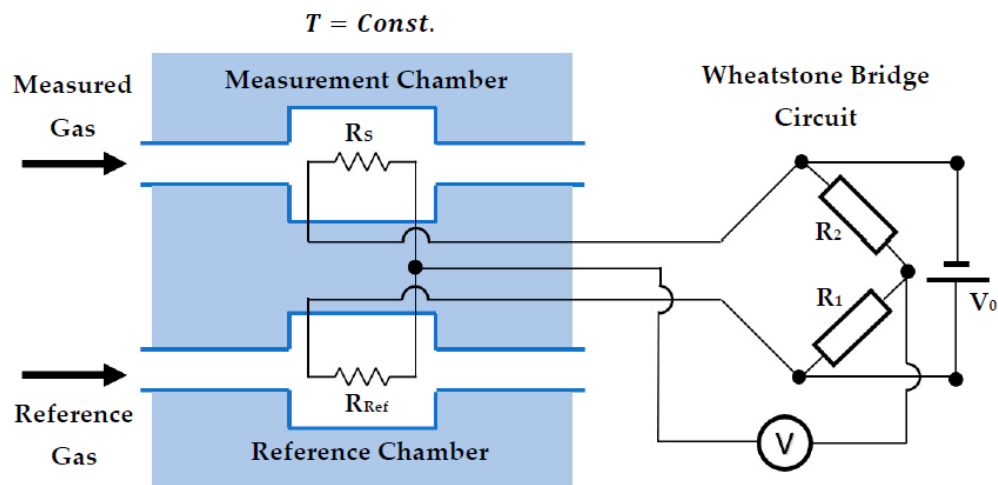 T = Const.
Measured
Gas
Measurement Chamber
Rs
Wheatstone Bridge
Circuit
R2
R1
V0
RRef
Reference
Gas
Reference Chamber
V